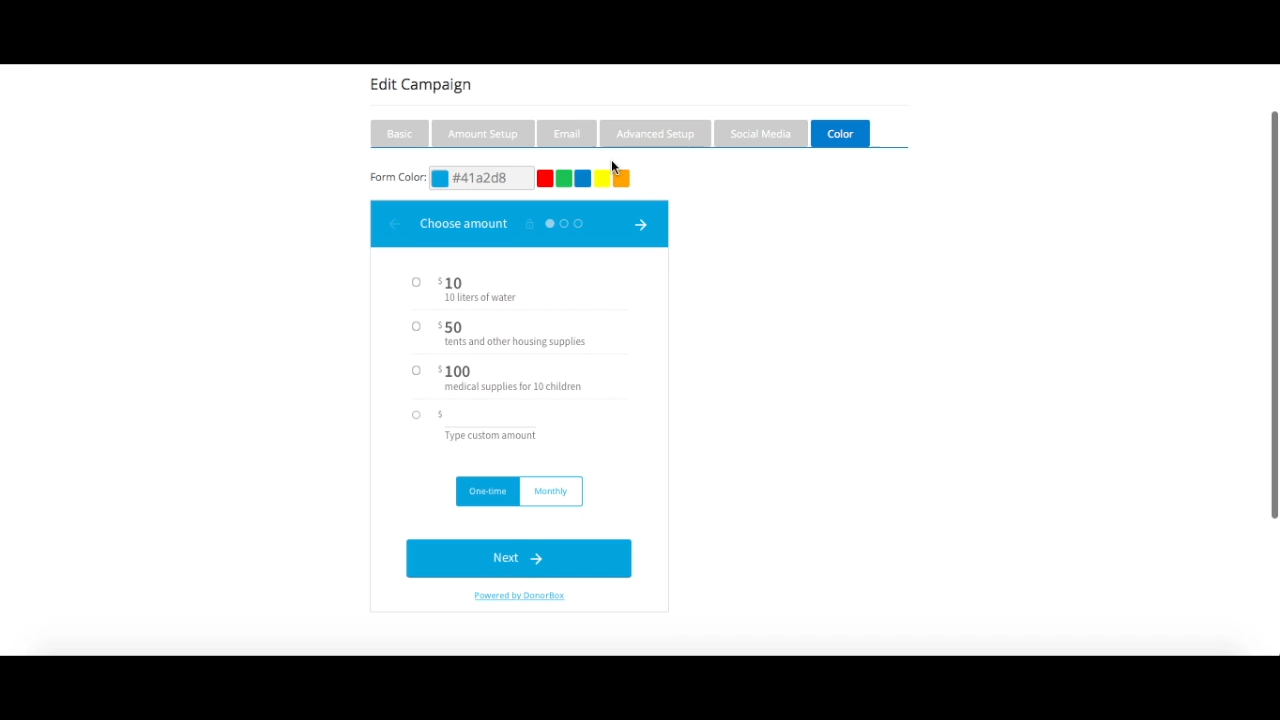 Edit Campaign
Basic Amount Setup Email Advanced Setup Social Media Color
Form Color: #41a2d8
Choose amount
$10
10 liters of water
$50
tents and other housing supplies
$100
medical supplies for 10 children
$
Type custom amount
One-time Monthly
Next
Powered by DonorBox